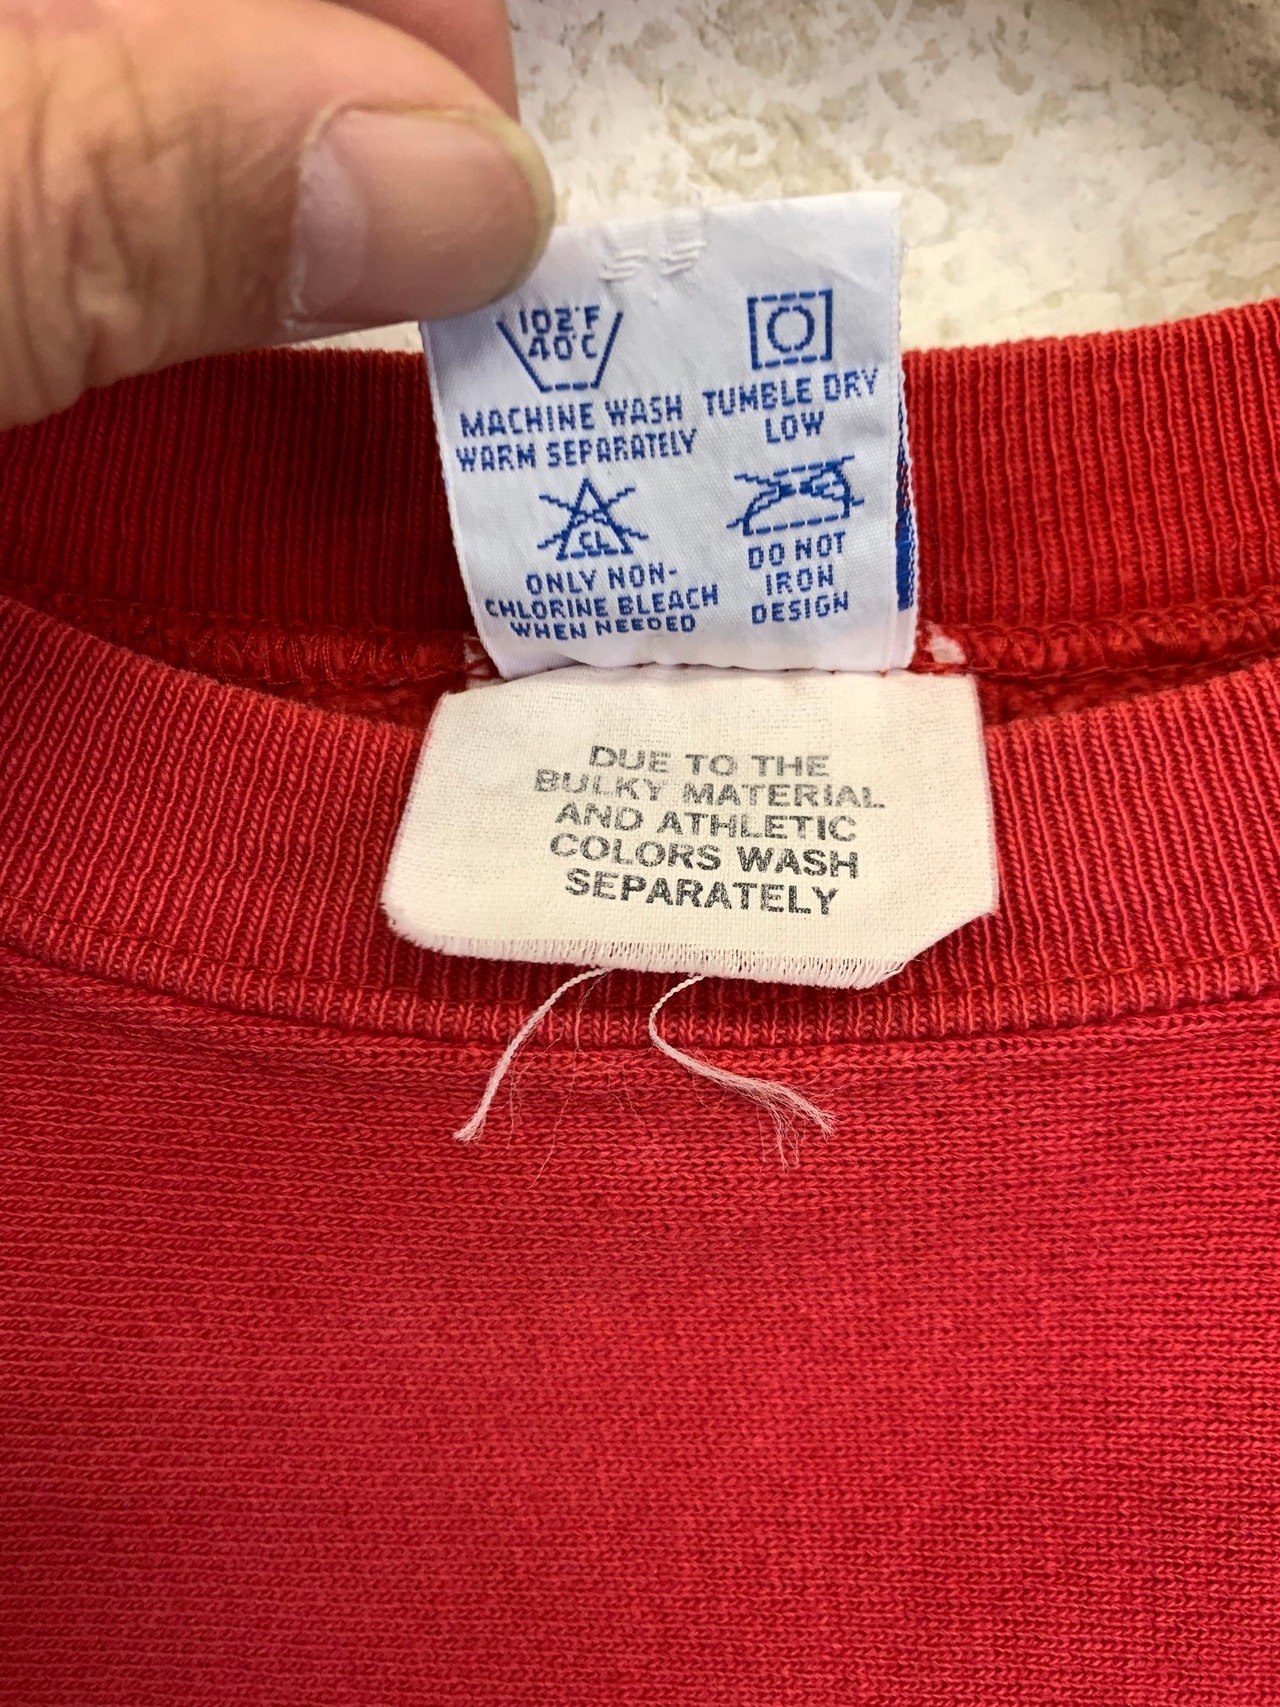 102°F
40°C
MACHINE WASH
WARM SEPARATELY
TUMBLE DRY
LOW
CL
ONLY NON-
CHLORINE BLEACH
WHEN NEEDED
DO NOT
IRON
DESIGN
DUE TO THE
BULKY MATERIAL
AND ATHLETIC
COLORS WASH
SEPARATELY